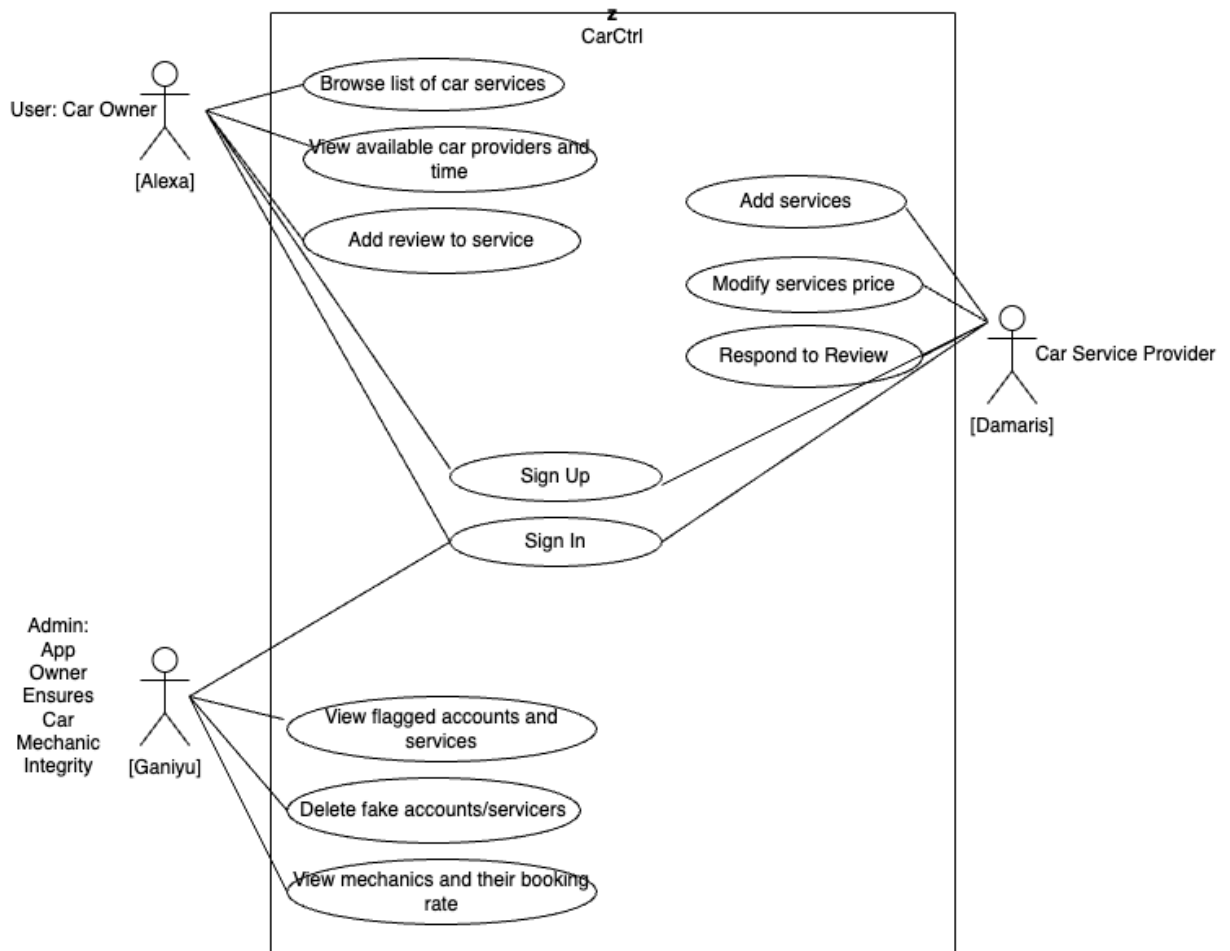 z
CarCtrl
Browse list of car services
User: Car Owner
View available car providers and
time
[Alexa]
Add services
Add review to service
Modify services price
Respond to Review
Car Service Provider
[Damaris]
Sign Up
Sign In
Admin:
App
Owner
Ensures
Car
Mechanic
Integrity
[Ganiyu]
View flagged accounts and
services
Delete fake accounts/servicers
View mechanics and their booking
rate